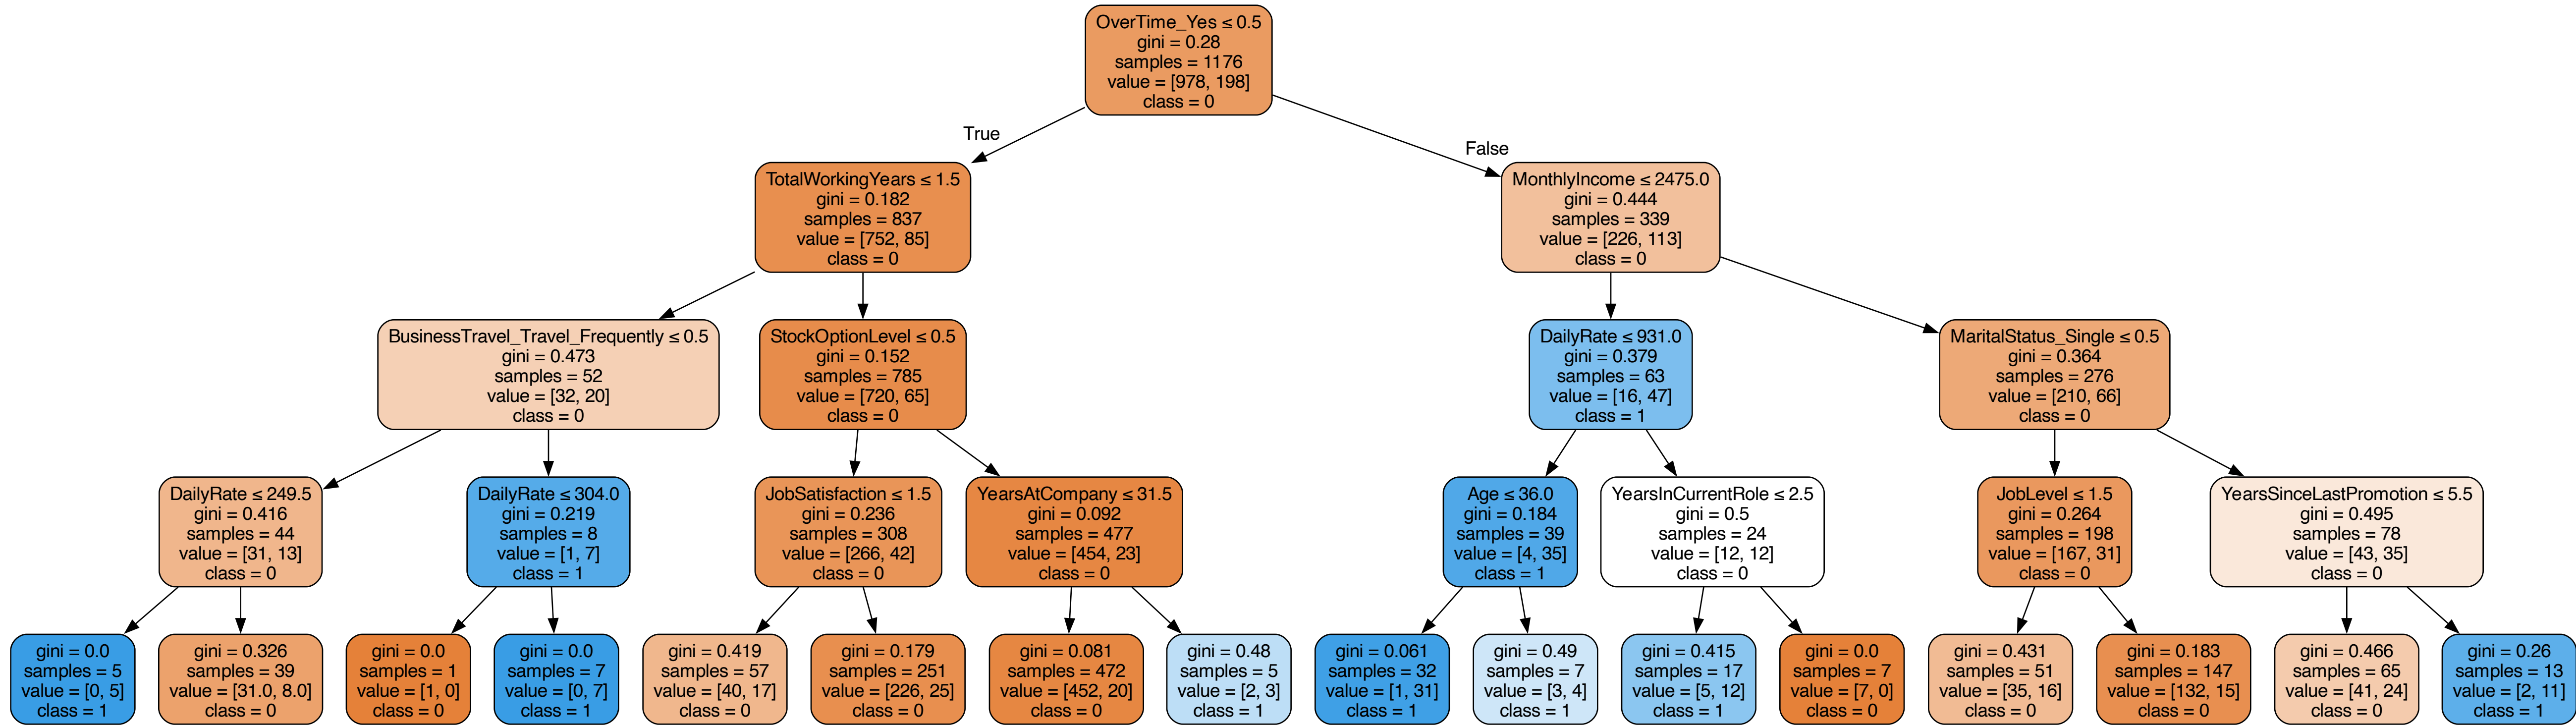 OverTime_Yes ≤ 0.5
gini = 0.28
samples = 1176
value = [978, 198]
class = 0
True
False
TotalWorkingYears ≤ 1.5
gini = 0.182
samples = 837
value = [752, 85]
class = 0
MonthlyIncome ≤ 2475.0
gini = 0.444
samples = 339
value = [226, 113]
class = 0
BusinessTravel_Travel_Frequently ≤ 0.5
gini = 0.473
samples = 52
value = [32, 20]
class = 0
StockOptionLevel ≤ 0.5
gini = 0.152
samples = 785
value = [720, 65]
class = 0
DailyRate ≤ 931.0
gini = 0.379
samples = 63
value = [16, 47]
class = 1
MaritalStatus_Single ≤ 0.5
gini = 0.364
samples = 276
value = [210, 66]
class = 0
DailyRate ≤ 249.5
gini = 0.416
samples = 44
value = [31, 13]
class = 0
DailyRate ≤ 304.0
gini = 0.219
samples = 8
value = [1, 7]
class = 1
JobSatisfaction ≤ 1.5
gini = 0.236
samples = 308
value = [266, 42]
class = 0
YearsAtCompany ≤ 31.5
gini = 0.092
samples = 477
value = [454, 23]
class = 0
Age ≤ 36.0
gini = 0.184
samples = 39
value = [4, 35]
class = 1
YearsInCurrentRole ≤ 2.5
gini = 0.5
samples = 24
value = [12, 12]
class = 0
JobLevel ≤ 1.5
gini = 0.264
samples = 198
value = [167, 31]
class = 0
YearsSinceLastPromotion ≤ 5.5
gini = 0.495
samples = 78
value = [43, 35]
class = 0
gini = 0.0
samples = 5
value = [0, 5]
class = 1
gini = 0.326
samples = 39
value = [31.0, 8.0]
class = 0
gini = 0.0
samples = 1
value = [1, 0]
class = 0
gini = 0.0
samples = 7
value = [0, 7]
class = 1
gini = 0.419
samples = 57
value = [40, 17]
class = 0
gini = 0.179
samples = 251
value = [226, 25]
class = 0
gini = 0.081
samples = 472
value = [452, 20]
class = 0
gini = 0.48
samples = 5
value = [2, 3]
class = 1
gini = 0.061
samples = 32
value = [1, 31]
class = 1
gini = 0.49
samples = 7
value = [3, 4]
class = 1
gini = 0.415
samples = 17
value = [5, 12]
class = 1
gini = 0.0
samples = 7
value = [7, 0]
class = 0
gini = 0.431
samples = 51
value = [35, 16]
class = 0
gini = 0.183
samples = 147
value = [132, 15]
class = 0
gini = 0.466
samples = 65
value = [41, 24]
class = 0
gini = 0.26
samples = 13
value = [2, 11]
class = 1